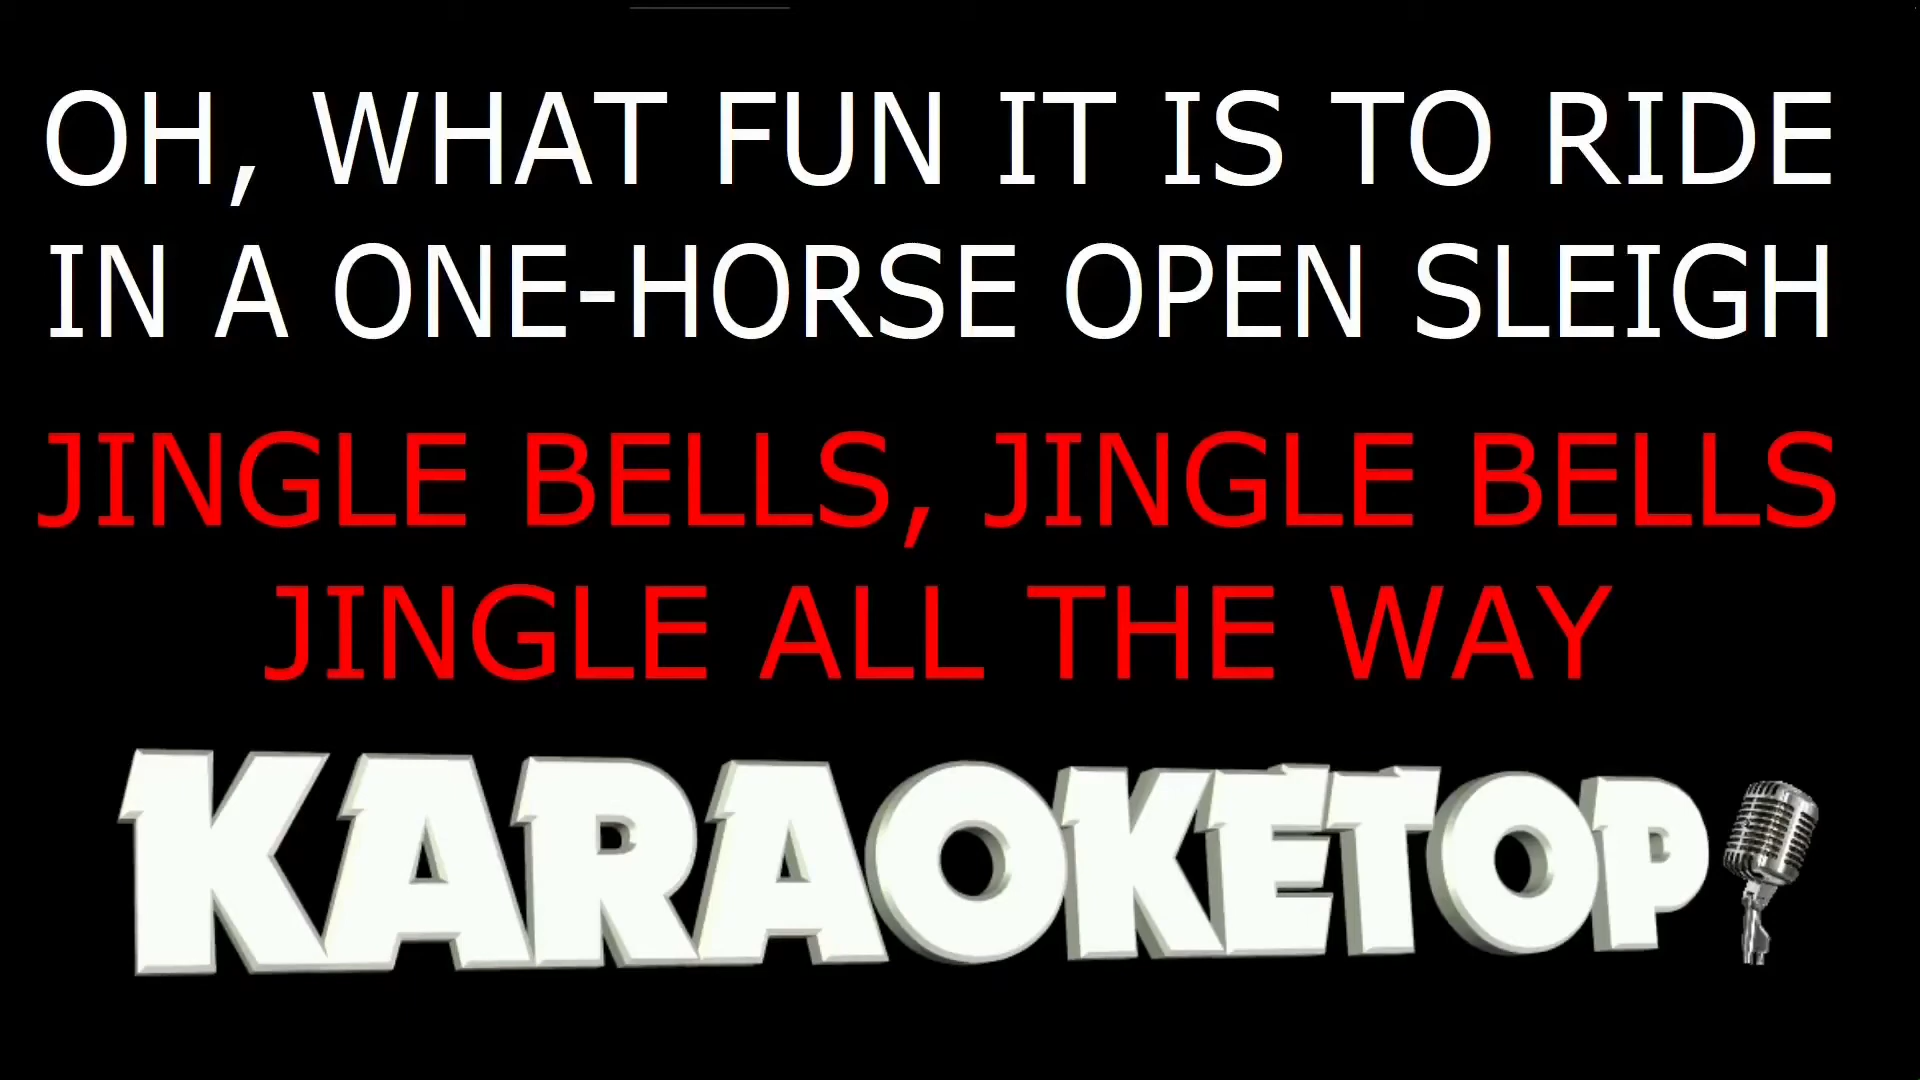 OH, WHAT FUN IT IS TO RIDE
IN A ONE-HORSE OPEN SLEIGH
JINGLE BELLS, JINGLE BELLS
JINGLE ALL THE WAY
KARAOKETOP